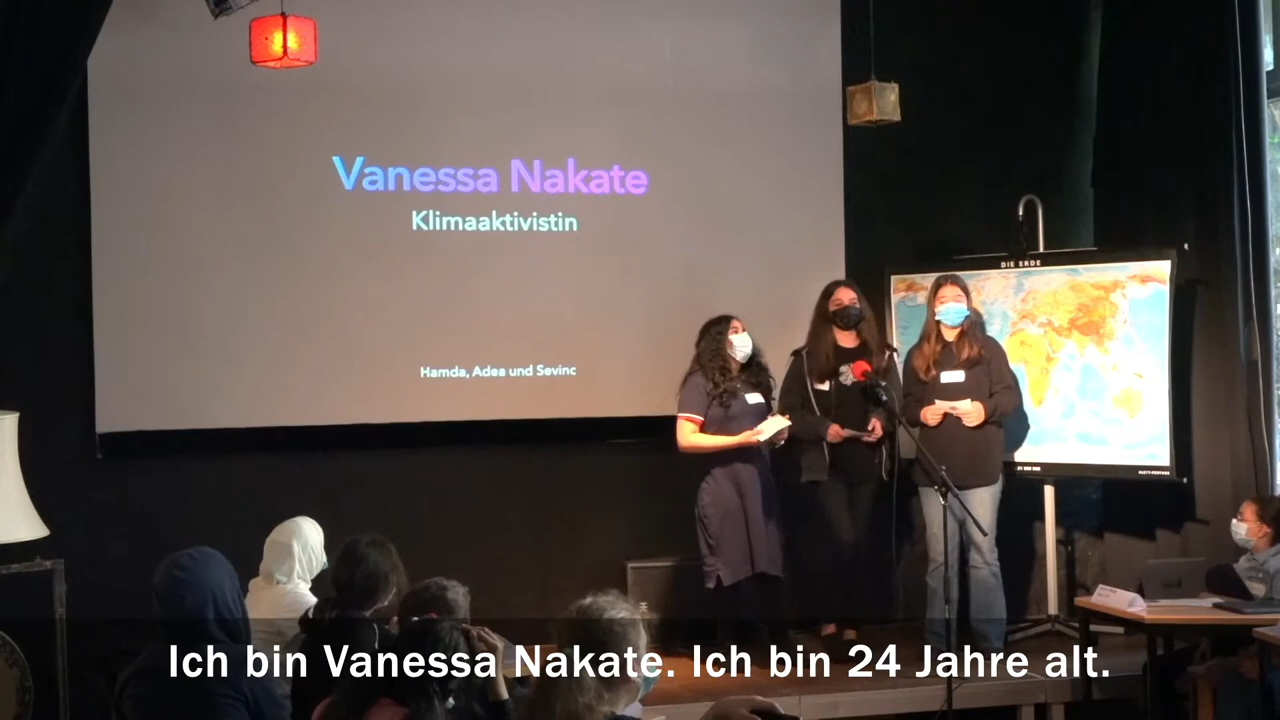 Vanessa Nakate
Klimaaktivistin
DIE ERDE
Hamda, Adea und Sevinc
Ich bin Vanessa Nakate. Ich bin 24 Jahre alt.